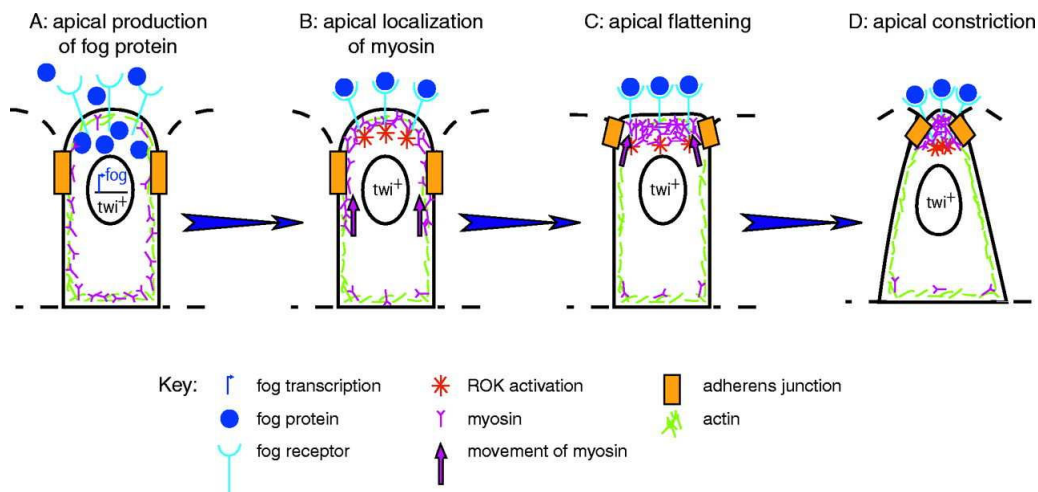 A: apical production
of fog protein
B: apical localization
of myosin
C: apical flattening
D: apical constriction
fog
twi+
twi+
twi+
twi+
Key:
fog transcription
ROK activation
adherens junction
fog protein
myosin
actin
fog receptor
movement of myosin